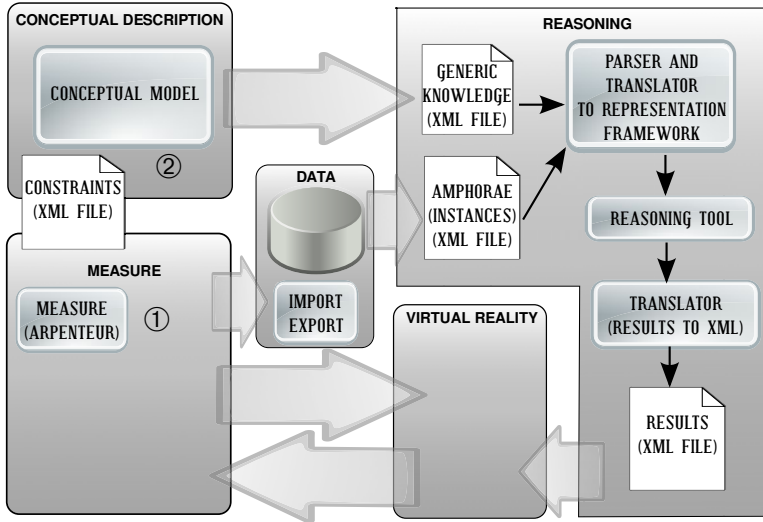 CONCEPTUAL DESCRIPTION
CONCEPTUAL MODEL
②
CONSTRAINTS
(XML FILE)
MEASURE
MEASURE
(ARPENTEUR)
①
DATA
IMPORT
EXPORT
VIRTUAL REALITY
REASONING
GENERIC
KNOWLEDGE
(XML FILE)
PARSER AND
TRANSLATOR
TO REPRESENTATION
FRAMEWORK
AMPHORAE
(INSTANCES)
(XML FILE)
REASONING TOOL
TRANSLATOR
(RESULTS TO XML)
RESULTS
(XML FILE)